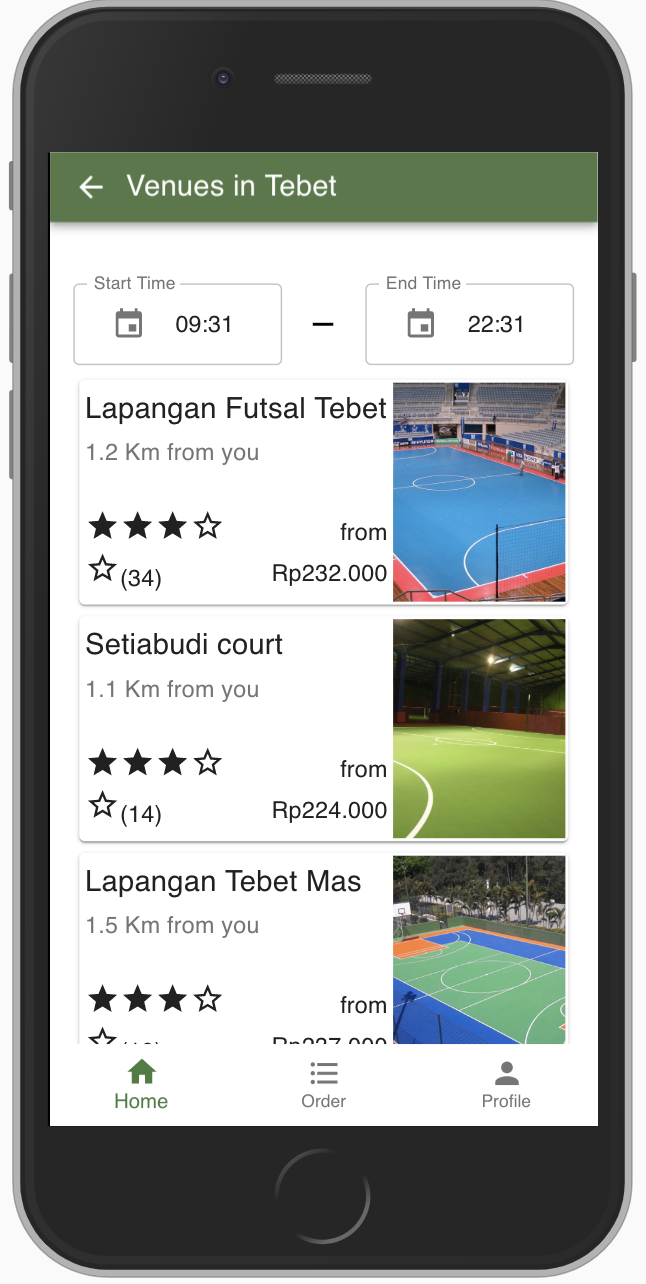 Venues in Tebet
Start Time
End Time
09:31
22:31
Lapangan Futsal Tebet
1.2 Km from you
from
(34)
Rp232.000
Setiabudi court
1.1 Km from you
from
(14)
Rp224.000
Lapangan Tebet Mas
1.5 Km from you
from
Home
Order
Profile